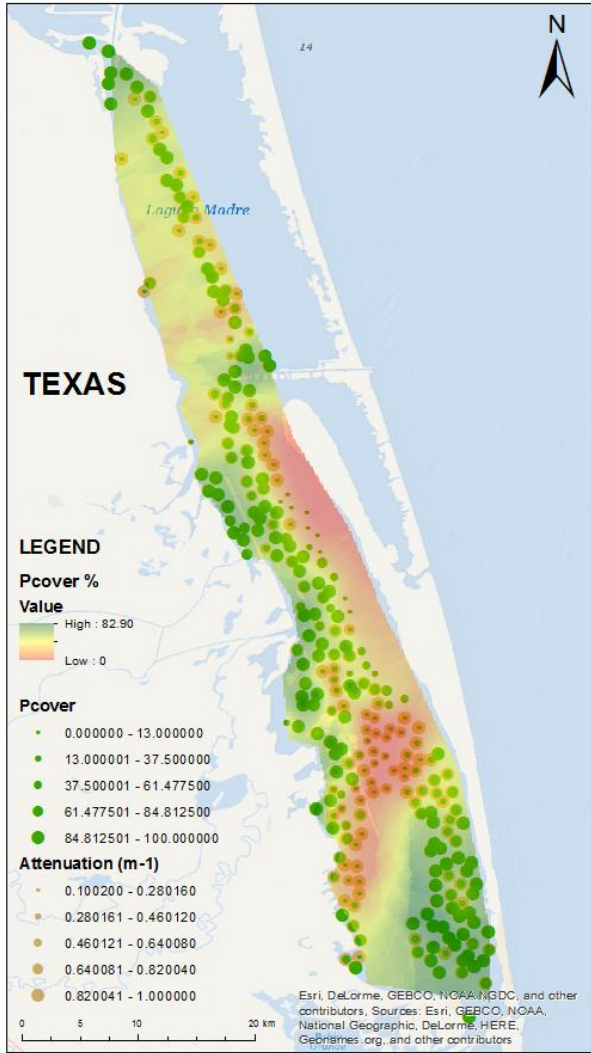 N
14
Laguna Madre
TEXAS
LEGEND
Pcover %
Value
High : 82.90
Low : 0
Pcover
0.000000 - 13.000000
13.000001 - 37.500000
37.500001 - 61.477500
61.477501 - 84.812500
84.812501 - 100.000000
Attenuation (m-1)
0.100200 - 0.280160
0.280161 - 0.460120
0.460121 - 0.640080
0.640081 - 0.820040
0.820041 - 1.000000
0 5 10 20 km
Esri, DeLorme, GEBCO, NOAA NGDC, and other
contributors, Sources: Esri, GEBCO, NOAA,
National Geographic, DeLorme, HERE,
Geonames.org, and other contributors